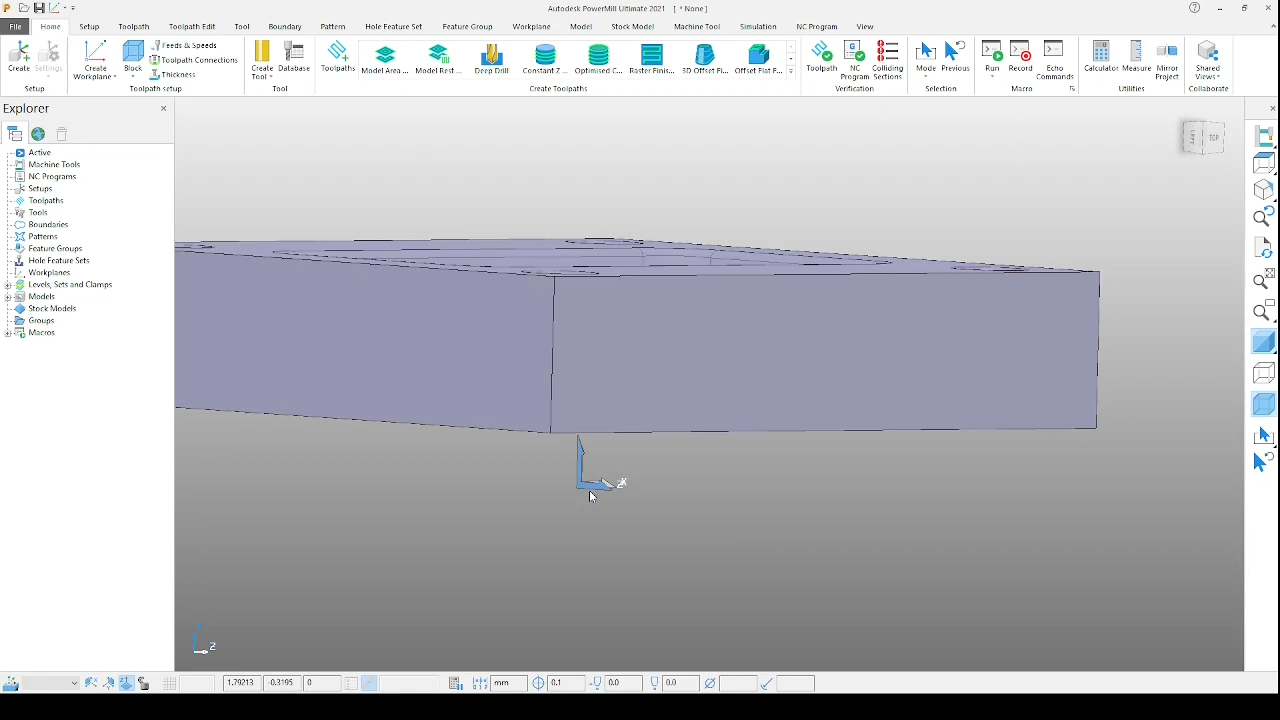 Autodesk PowerMill Ultimate 2021 [ * None ]
File Home Setup Toolpath Toolpath Edit Tool Boundary Pattern Hole Feature Set Feature Group Workplane Model Stock Model Machine Tool Simulation NC Program View
Create
Settings
Setup
Create Workplane
Block
Feeds & Speeds
Toolpath Connections
Thickness
Toolpath setup
Create Tool
Database
Tool
Toolpaths
Model Area ...
Model Rest ...
Deep Drill
Constant Z ...
Optimised C...
Raster Finis...
3D Offset Fi...
Offset Flat F...
Create Toolpaths
Toolpath
NC Program
Colliding Sections
Verification
Mode
Previous
Selection
Run
Record
Echo Commands
Macro
Calculator
Measure
Mirror Project
Utilities
Shared Views
Collaborate
Explorer
Active
Machine Tools
NC Programs
Setups
Toolpaths
Tools
Boundaries
Patterns
Feature Groups
Hole Feature Sets
Workplanes
Levels, Sets and Clamps
Models
Stock Models
Groups
Macros
LEFT TOP
X
Z
1.79213 -0.3195 0 mm 0.1 0.0 0.0